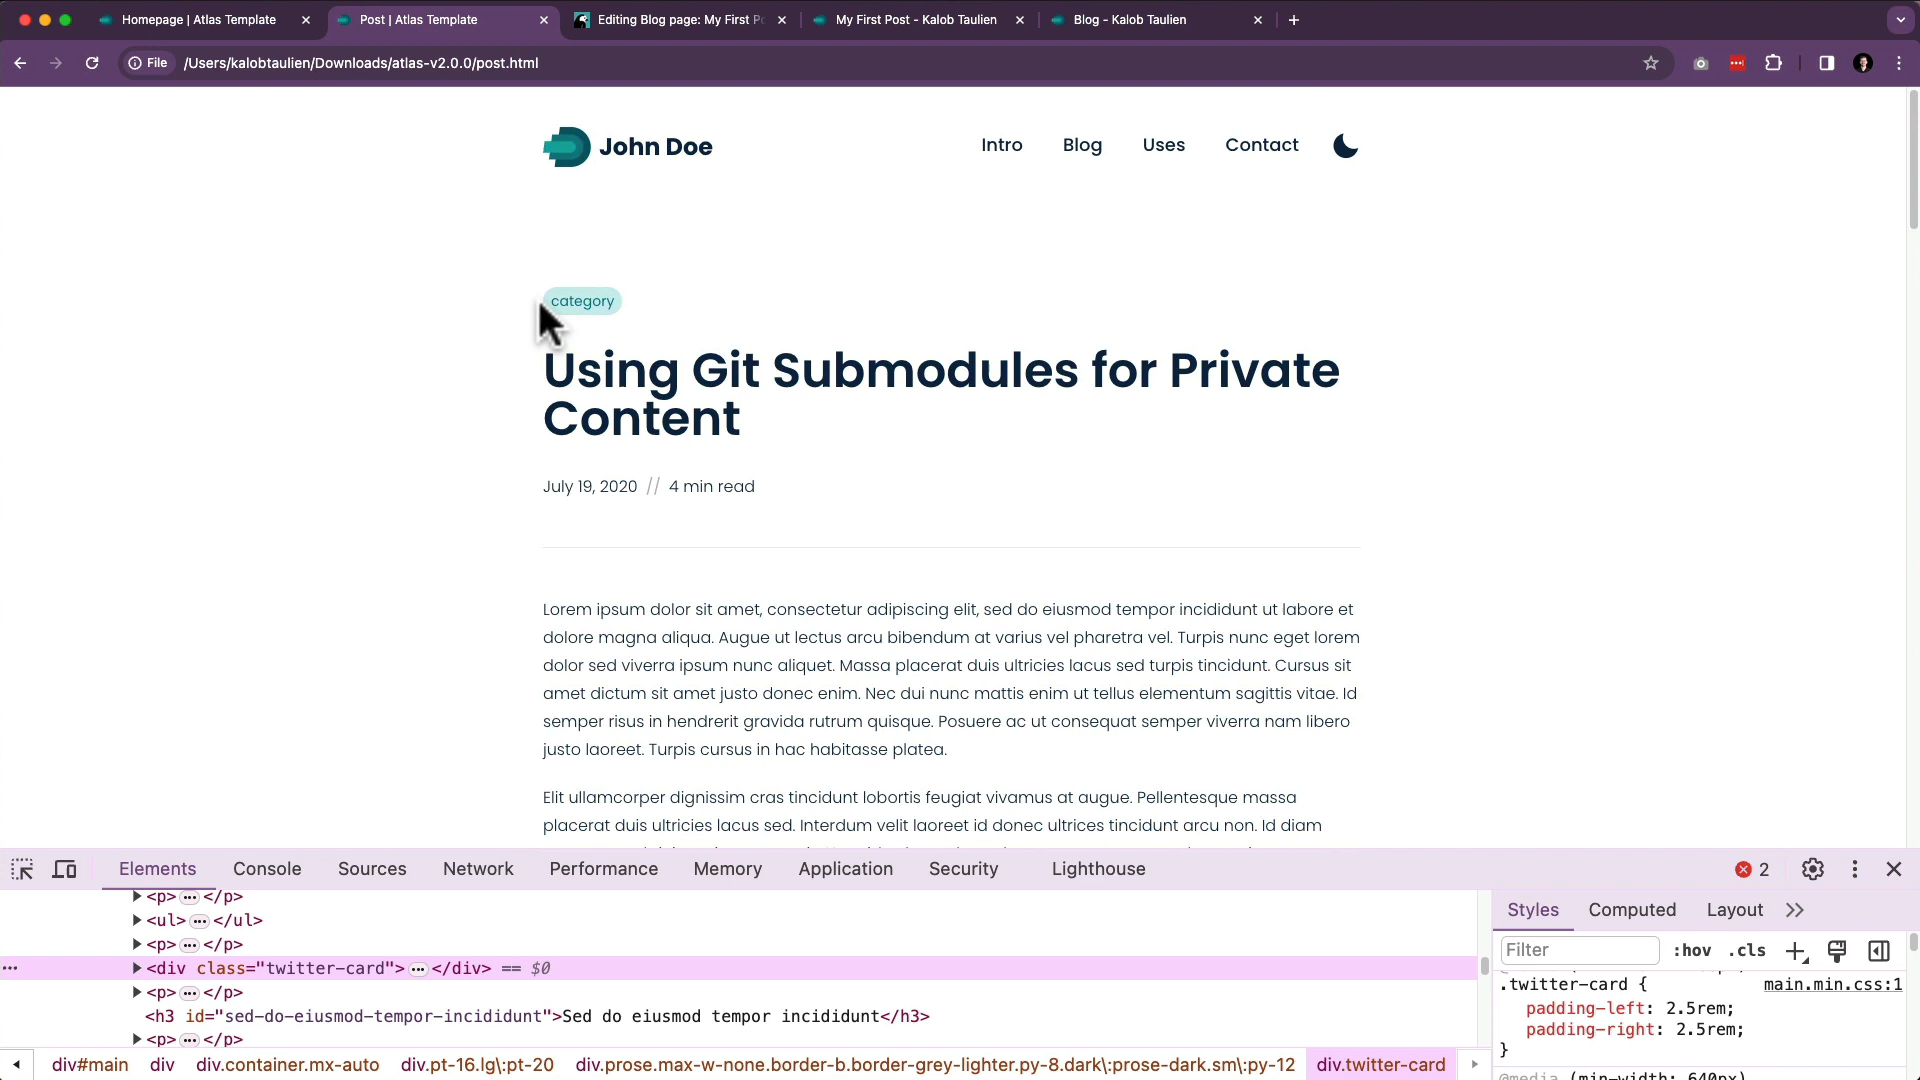 Homepage | Atlas Template
Post | Atlas Template
Editing Blog page: My First Po
My First Post - Kalob Taulien
Blog - Kalob Taulien
File
/Users/kalobtaulien/Downloads/atlas-v2.0.0/post.html
John Doe
Intro
Blog
Uses
Contact
category
Using Git Submodules for Private
Content
July 19, 2020 // 4 min read
Lorem ipsum dolor sit amet, consectetur adipiscing elit, sed do eiusmod tempor incididunt ut labore et
dolore magna aliqua. Augue ut lectus arcu bibendum at varius vel pharetra vel. Turpis nunc eget lorem
dolor sed viverra ipsum nunc aliquet. Massa placerat duis ultricies lacus sed turpis tincidunt. Cursus sit
amet dictum sit amet justo donec enim. Nec dui nunc mattis enim ut tellus elementum sagittis vitae. Id
semper risus in hendrerit gravida rutrum quisque. Posuere ac ut consequat semper viverra nam libero
justo laoreet. Turpis cursus in hac habitasse platea.
Elit ullamcorper dignissim cras tincidunt lobortis feugiat vivamus at augue. Pellentesque massa
placerat duis ultricies lacus sed. Interdum velit laoreet id donec ultrices tincidunt arcu non. Id diam
Elements
Console
Sources
Network
Performance
Memory
Application
Security
Lighthouse
2
<p>…</p>
<ul>…</ul>
<p>…</p>
<div class="twitter-card">…</div> == $0
<p>…</p>
<h3 id="sed-do-eiusmod-tempor-incididunt">Sed do eiusmod tempor incididunt</h3>
<p>…</p>
div#main div div.container.mx-auto div.pt-16.lg\:pt-20 div.prose.max-w-none.border-b.border-grey-lighter.py-8.dark\:prose-dark.sm\:py-12 div.twitter-card
Styles
Computed
Layout
Filter
:hov
.cls
.twitter-card {
main.min.css:1
padding-left: 2.5rem;
padding-right: 2.5rem;
}
@media (min-width: 640px)